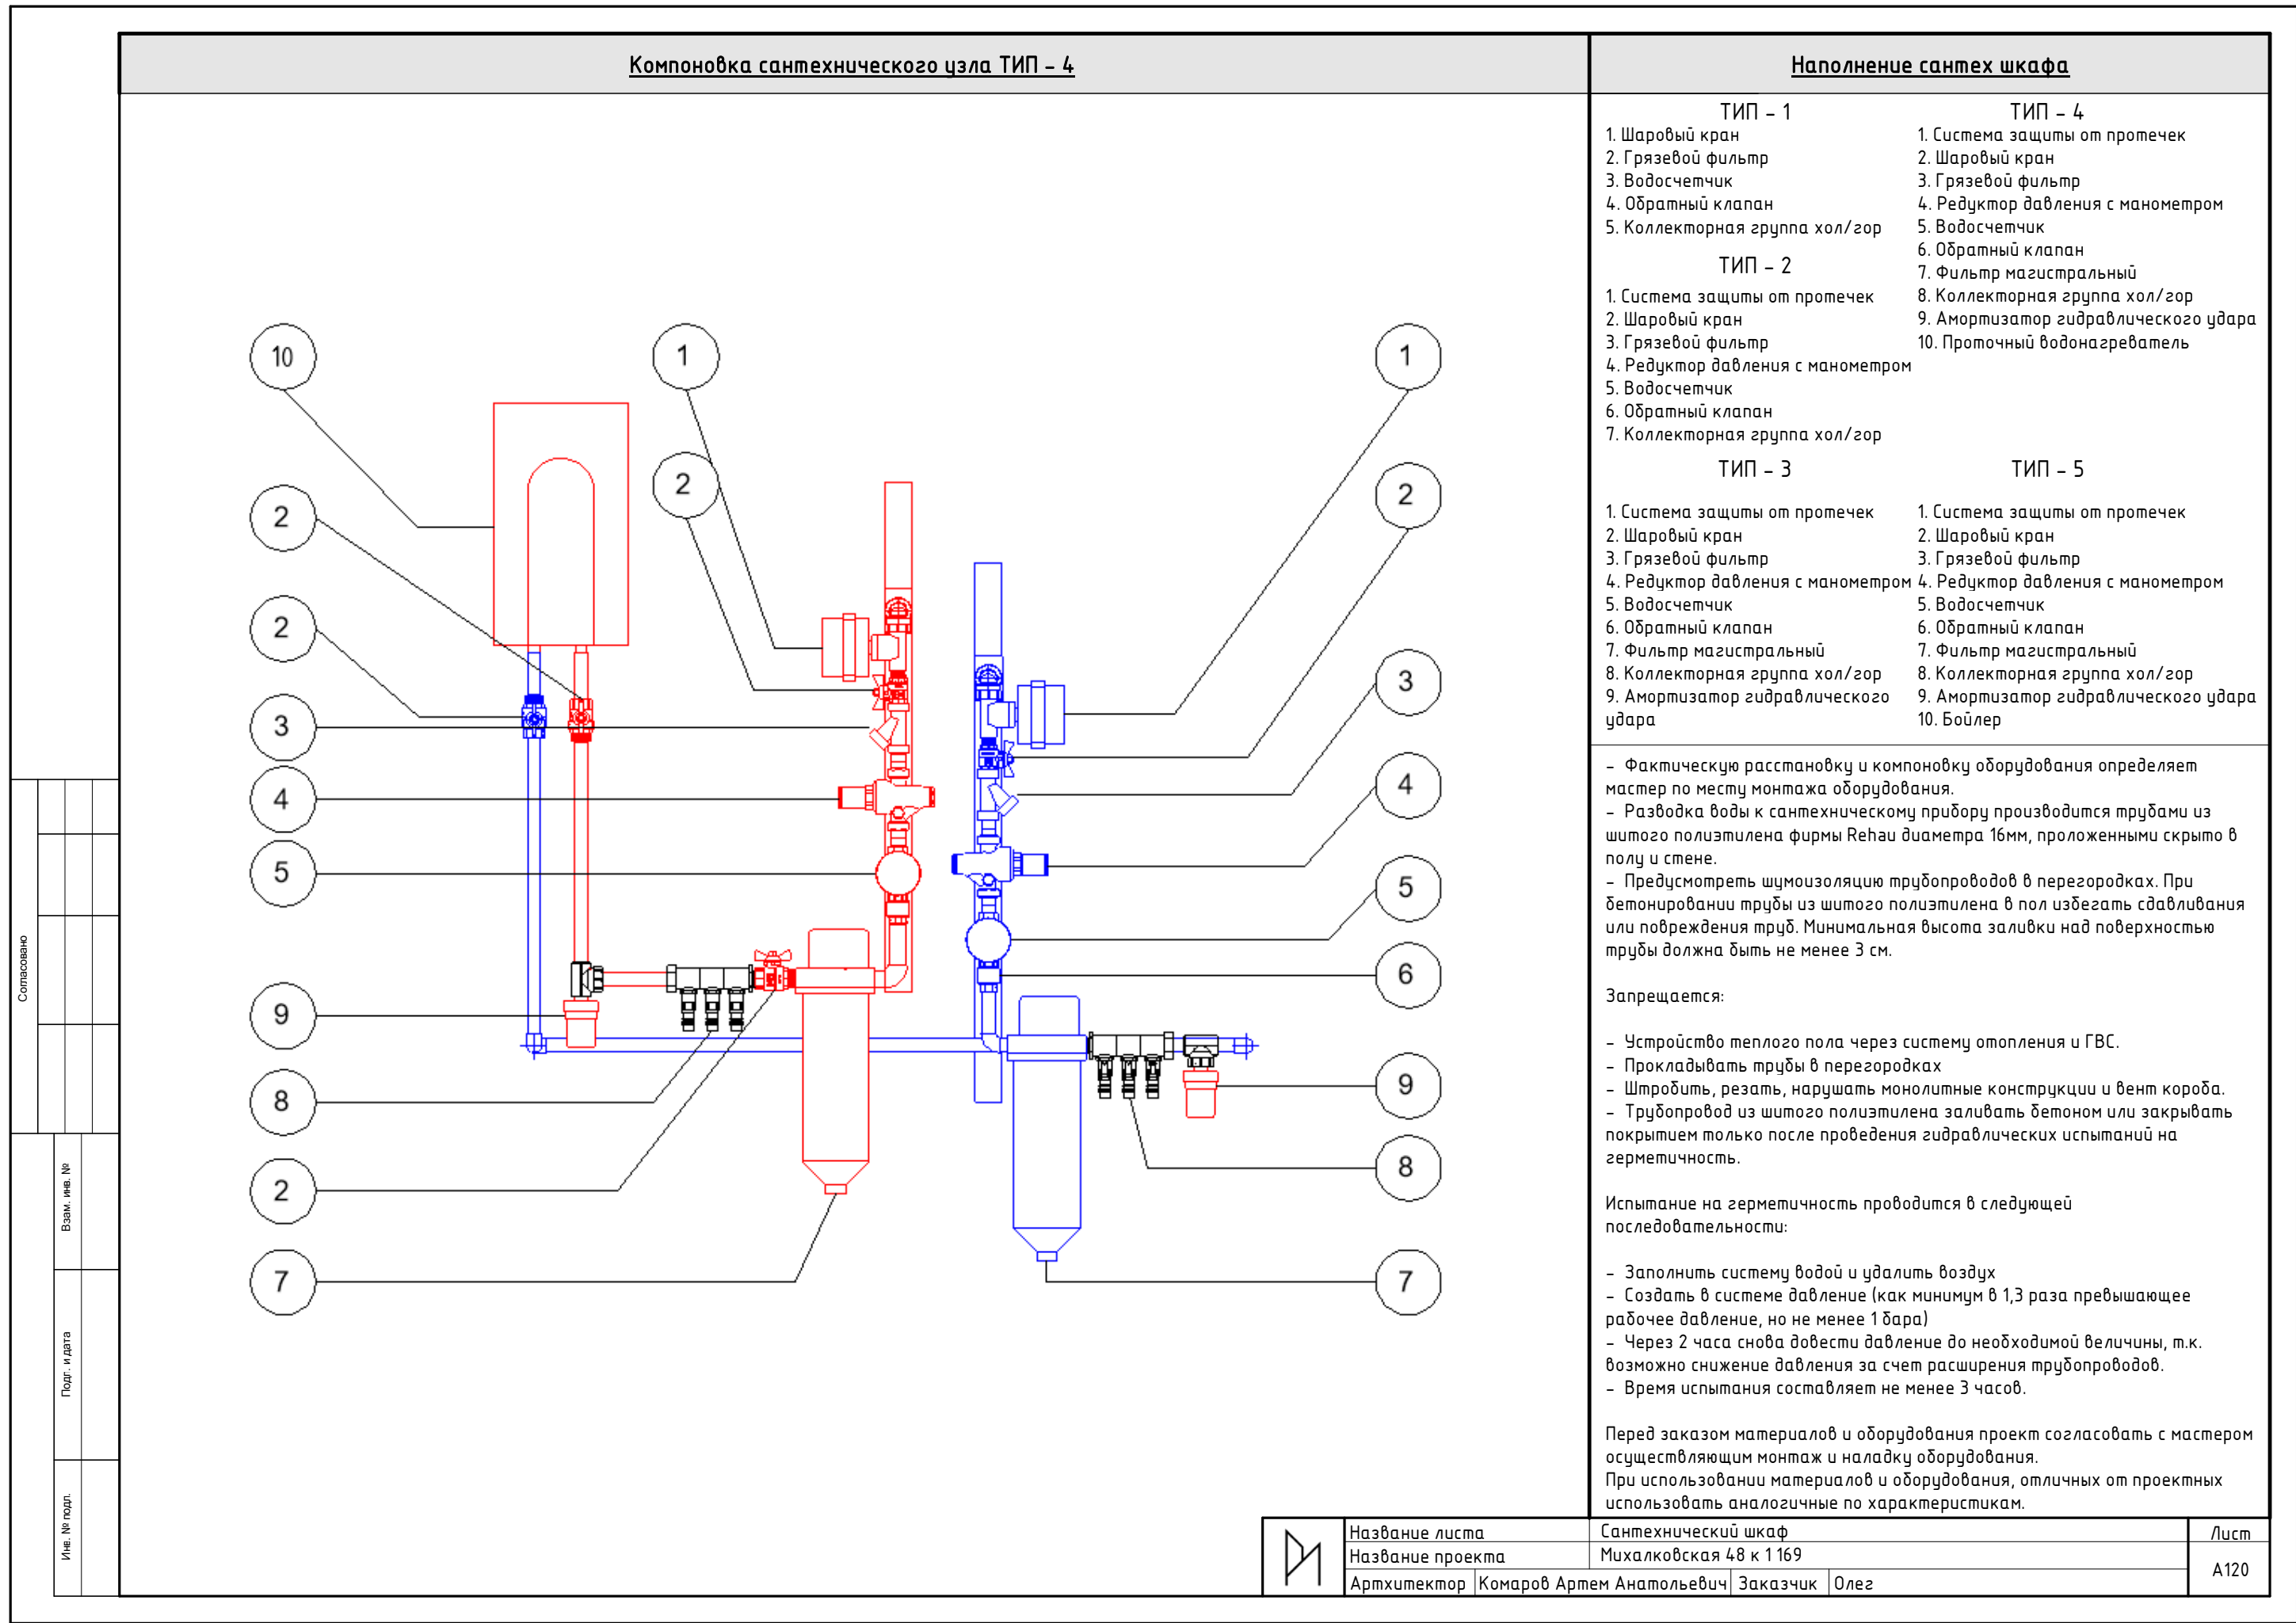 Компоновка сантехнического узла ТИП – 4
10
1
1
2
2
2
2
3
3
4
4
5
5
6
9
9
8
8
2
7
7
Наполнение сантех шкафа
ТИП – 1
1. Шаровый кран
2. Грязевой фильтр
3. Водосчетчик
4. Обратный клапан
5. Коллекторная группа хол/гор
ТИП – 2
1. Система защиты от протечек
2. Шаровый кран
3. Грязевой фильтр
4. Редуктор давления с манометром
5. Водосчетчик
6. Обратный клапан
7. Коллекторная группа хол/гор
ТИП – 3
1. Система защиты от протечек
2. Шаровый кран
3. Грязевой фильтр
4. Редуктор давления с манометром
5. Водосчетчик
6. Обратный клапан
7. Фильтр магистральный
8. Коллекторная группа хол/гор
9. Амортизатор гидравлического
удара
ТИП – 4
1. Система защиты от протечек
2. Шаровый кран
3. Грязевой фильтр
4. Редуктор давления с манометром
5. Водосчетчик
6. Обратный клапан
7. Фильтр магистральный
8. Коллекторная группа хол/гор
9. Амортизатор гидравлического удара
10. Проточный водонагреватель
ТИП – 5
1. Система защиты от протечек
2. Шаровый кран
3. Грязевой фильтр
4. Редуктор давления с манометром
5. Водосчетчик
6. Обратный клапан
7. Фильтр магистральный
8. Коллекторная группа хол/гор
9. Амортизатор гидравлического удара
10. Бойлер
– Фактическую расстановку и компоновку оборудования определяет
мастер по месту монтажа оборудования.
– Разводка воды к сантехническому прибору производится трубами из
шитого полиэтилена фирмы Rehau диаметра 16мм, проложенными скрыто в
полу и стене.
– Предусмотреть шумоизоляцию трубопроводов в перегородках. При
бетонировании трубы из шитого полиэтилена в пол избегать сдавливания
или повреждения труб. Минимальная высота заливки над поверхностью
трубы должна быть не менее 3 см.
Запрещается:
– Устройство теплого пола через систему отопления и ГВС.
– Прокладывать трубы в перегородках
– Штробить, резать, нарушать монолитные конструкции и вент короба.
– Трубопровод из шитого полиэтилена заливать бетоном или закрывать
покрытием только после проведения гидравлических испытаний на
герметичность.
Испытание на герметичность проводится в следующей
последовательности:
– Заполнить систему водой и удалить воздух
– Создать в системе давление (как минимум в 1,3 раза превышающее
рабочее давление, но не менее 1 бара)
– Через 2 часа снова довести давление до необходимой величины, т.к.
возможно снижение давления за счет расширения трубопроводов.
– Время испытания составляет не менее 3 часов.
Перед заказом материалов и оборудования проект согласовать с мастером
осуществляющим монтаж и наладку оборудования.
При использовании материалов и оборудования, отличных от проектных
использовать аналогичные по характеристикам.
Название листа Сантехнический шкаф Лист
Название проекта Михалковская 48 к 1 169 А120
Артхитектор Комаров Артем Анатольевич Заказчик Олег
Согласовано
Взам. инв. №
Подг. и дата
Инв. № подл.